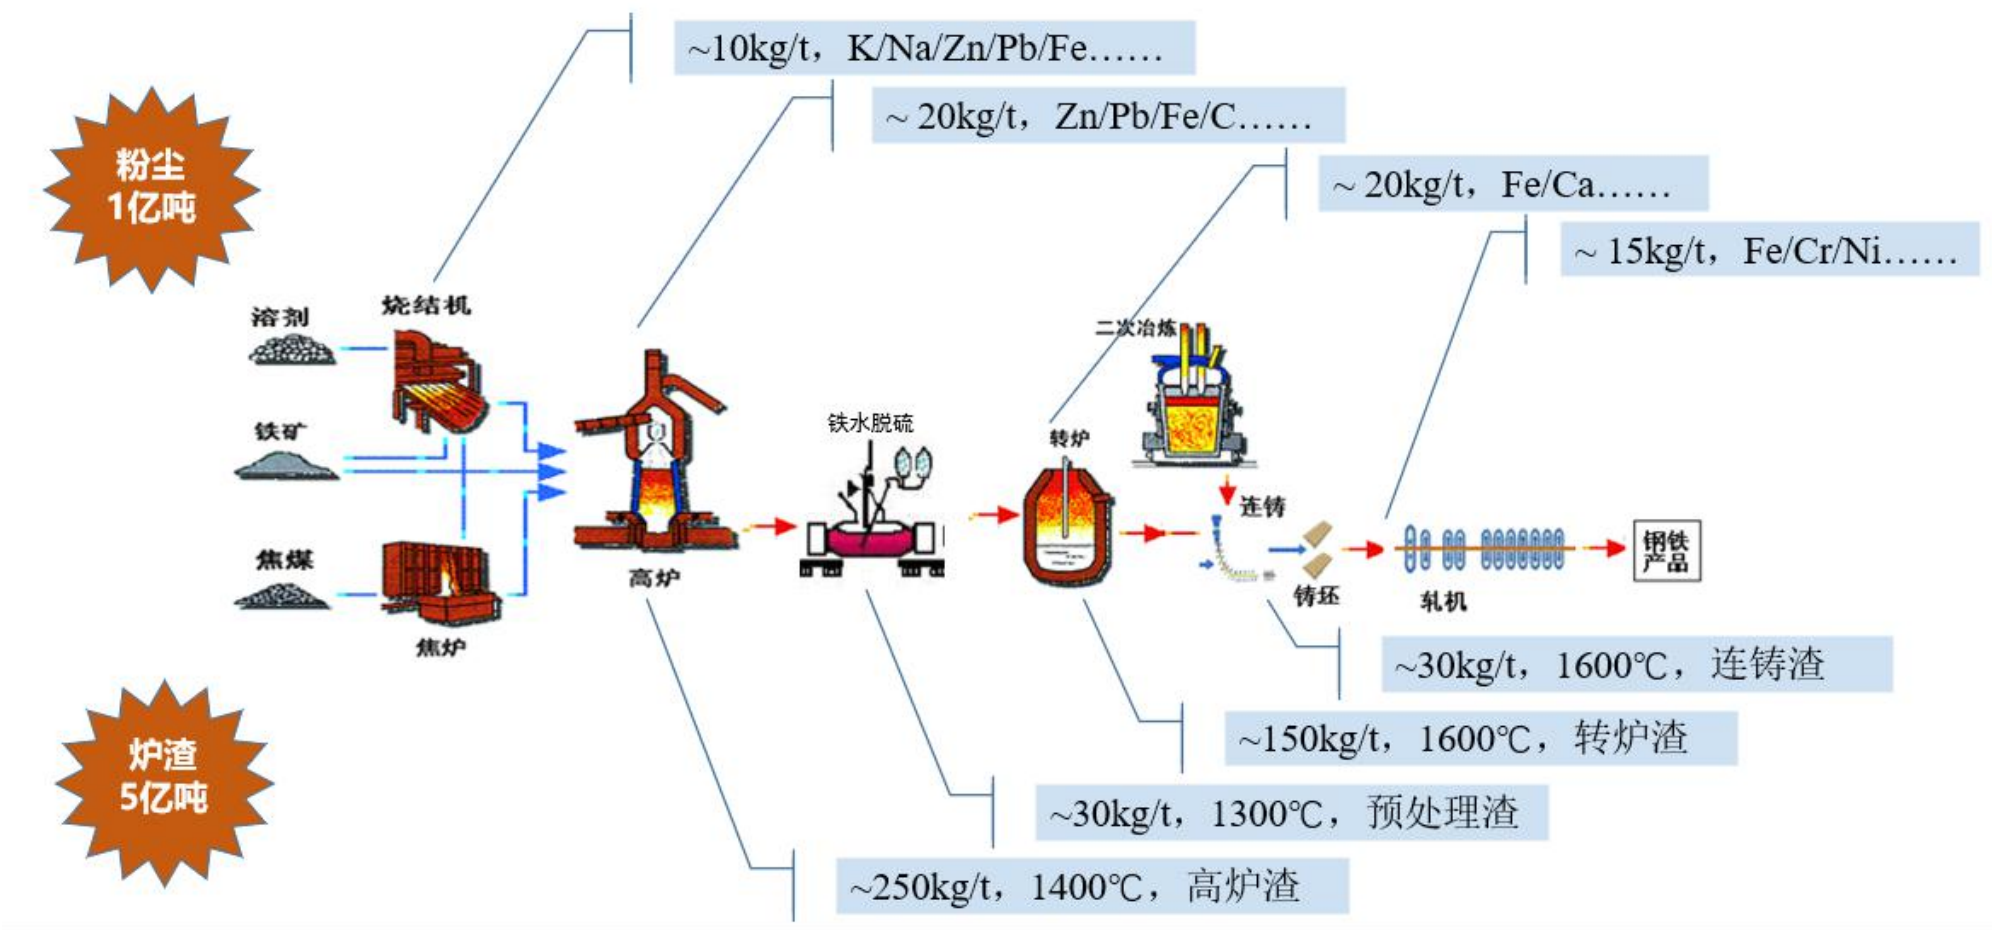 ~10kg/t，K/Na/Zn/Pb/Fe……
~ 20kg/t，Zn/Pb/Fe/C……
~ 20kg/t，Fe/Ca……
~ 15kg/t，Fe/Cr/Ni……
粉尘
1亿吨
烧结机
溶剂
二次冶炼
铁矿
铁水脱硫
转炉
连铸
焦煤
钢铁
产品
高炉
铸坯
轧机
焦炉
~30kg/t，1600℃，连铸渣
~150kg/t，1600℃，转炉渣
炉渣
5亿吨
~30kg/t，1300℃，预处理渣
~250kg/t，1400℃，高炉渣